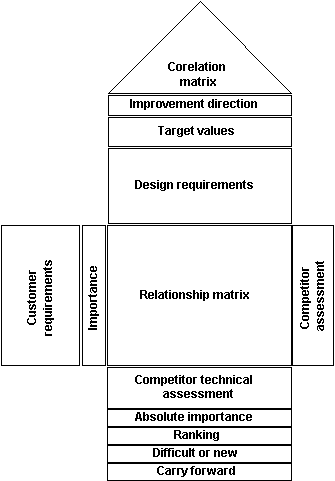 Corelation
matrix
Improvement direction
Target values
Design requirements
Customer
requirements
Importance
Relationship matrix
Competitor
assessment
Competitor technical
assessment
Absolute importance
Ranking
Difficult or new
Carry forward